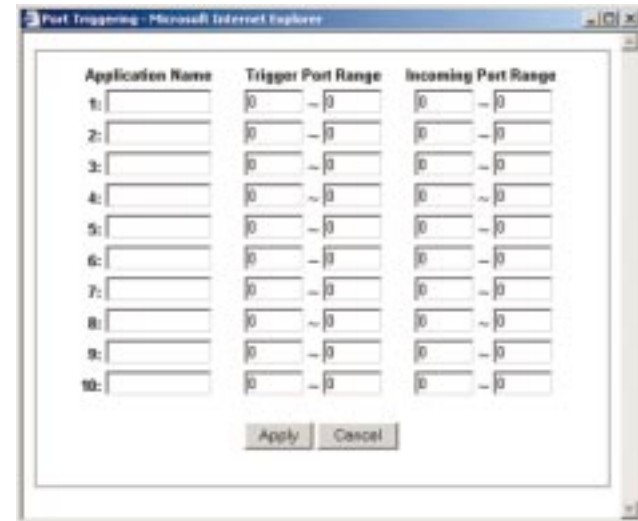 Port Triggering - Microsoft Internet Explorer
Application Name Trigger Port Range Incoming Port Range
1: 0 ~ 0 0 ~ 0
2: 0 ~ 0 0 ~ 0
3: 0 ~ 0 0 ~ 0
4: 0 ~ 0 0 ~ 0
5: 0 ~ 0 0 ~ 0
6: 0 ~ 0 0 ~ 0
7: 0 ~ 0 0 ~ 0
8: 0 ~ 0 0 ~ 0
9: 0 ~ 0 0 ~ 0
10: 0 ~ 0 0 ~ 0
Apply Cancel